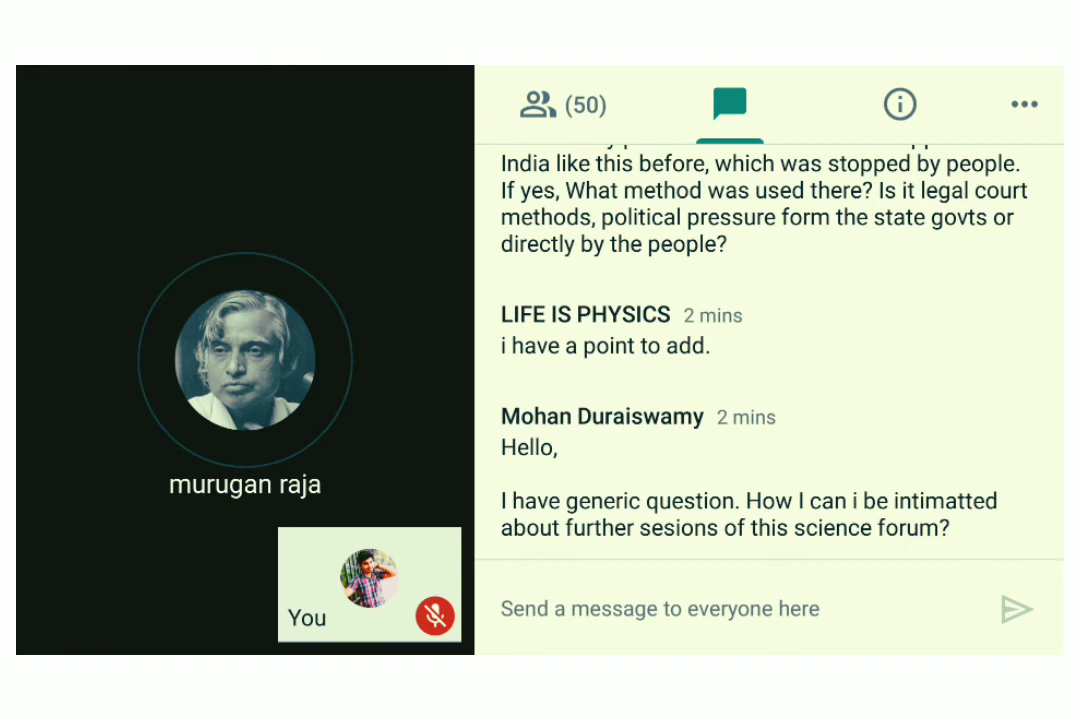 (50)
India like this before, which was stopped by people.
If yes, What method was used there? Is it legal court
methods, political pressure form the state govts or
directly by the people?
LIFE IS PHYSICS 2 mins
i have a point to add.
Mohan Duraiswamy 2 mins
Hello,
I have generic question. How I can i be intimatted
about further sesions of this science forum?
Send a message to everyone here
murugan raja
You